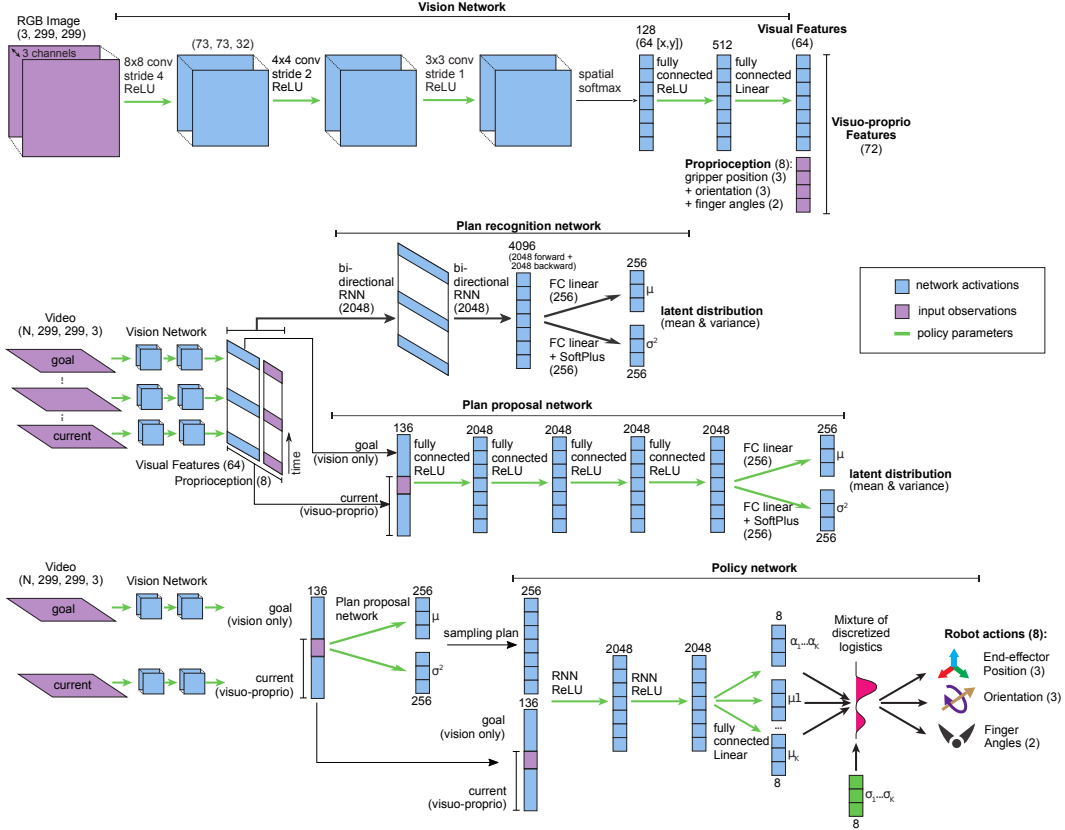 Vision Network
RGB Image
(3, 299, 299)
3 channels
8x8 conv
stride 4
ReLU
(73, 73, 32)
4x4 conv
stride 2
ReLU
3x3 conv
stride 1
ReLU
spatial
softmax
128
(64 [x,y])
fully
connected
ReLU
512
fully
connected
Linear
Visual Features
(64)
Visuo-proprio
Features
(72)
Proprioception (8):
gripper position (3)
+ orientation (3)
+ finger angles (2)
Plan recognition network
bi-
directional
RNN
(2048)
bi-
directional
RNN
(2048)
4096
(2048 forward +
2048 backward)
FC linear
(256)
FC linear
+ SoftPlus
(256)
256
μ
σ²
256
latent distribution
(mean & variance)
network activations
input observations
policy parameters
Video
(N, 299, 299, 3)
Vision Network
goal
...
...
current
Visual Features (64)
Proprioception (8)
time
Plan proposal network
goal
(vision only)
current
(visuo-proprio)
136
fully
connected
ReLU
2048
fully
connected
ReLU
2048
fully
connected
ReLU
2048
fully
connected
ReLU
2048
FC linear
(256)
FC linear
+ SoftPlus
(256)
256
μ
σ²
256
latent distribution
(mean & variance)
Video
(N, 299, 299, 3)
Vision Network
goal
current
goal
(vision only)
current
(visuo-proprio)
136
Plan proposal
network
256
μ
σ²
256
sampling plan
Policy network
256
goal
(vision only)
136
current
(visuo-proprio)
RNN
ReLU
2048
RNN
ReLU
2048
fully
connected
Linear
8
α₁...αK
μ1
...
μK
8
Mixture of
discretized
logistics
σ₁...σK
8
Robot actions (8):
End-effector
Position (3)
Orientation (3)
Finger
Angles (2)